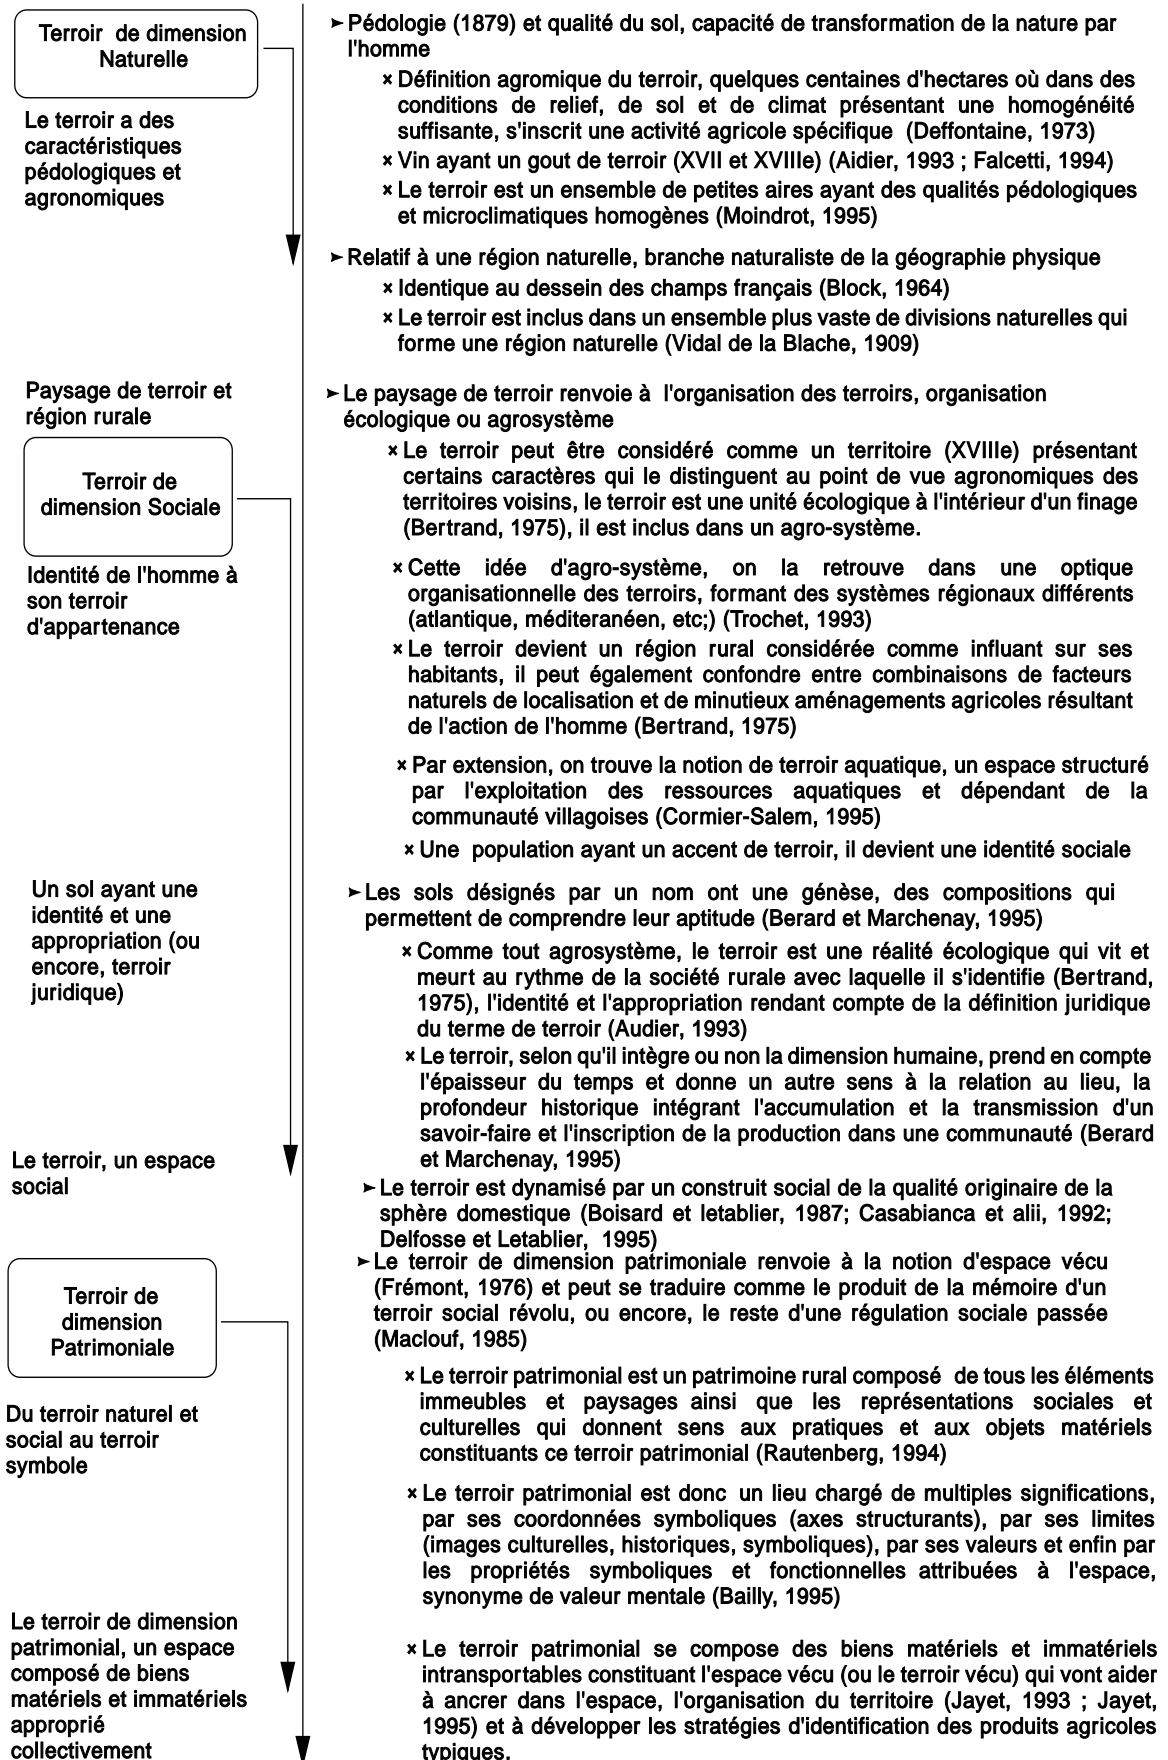 Terroir de dimension
Naturelle
Le terroir a des
caractéristiques
pédologiques et
agronomiques
➤ Pédologie (1879) et qualité du sol, capacité de transformation de la nature par
l'homme
× Définition agromique du terroir, quelques centaines d'hectares où dans des
conditions de relief, de sol et de climat présentant une homogénéité
suffisante, s'inscrit une activité agricole spécifique (Deffontaine, 1973)
× Vin ayant un gout de terroir (XVII et XVIIIe) (Aidier, 1993 ; Falcetti, 1994)
× Le terroir est un ensemble de petites aires ayant des qualités pédologiques
et microclimatiques homogènes (Moindrot, 1995)
➤ Relatif à une région naturelle, branche naturaliste de la géographie physique
× Identique au dessein des champs français (Block, 1964)
× Le terroir est inclus dans un ensemble plus vaste de divisions naturelles qui
forme une région naturelle (Vidal de la Blache, 1909)
Paysage de terroir et
région rurale
Terroir de
dimension Sociale
Identité de l'homme à
son terroir
d'appartenance
➤ Le paysage de terroir renvoie à l'organisation des terroirs, organisation
écologique ou agrosystème
× Le terroir peut être considéré comme un territoire (XVIIIe) présentant
certains caractères qui le distinguent au point de vue agronomiques des
territoires voisins, le terroir est une unité écologique à l'intérieur d'un finage
(Bertrand, 1975), il est inclus dans un agro-système.
× Cette idée d'agro-système, on la retrouve dans une optique
organisationnelle des terroirs, formant des systèmes régionaux différents
(atlantique, méditeranéen, etc;) (Trochet, 1993)
× Le terroir devient un région rural considérée comme influant sur ses
habitants, il peut également confondre entre combinaisons de facteurs
naturels de localisation et de minutieux aménagements agricoles résultant
de l'action de l'homme (Bertrand, 1975)
× Par extension, on trouve la notion de terroir aquatique, un espace structuré
par l'exploitation des ressources aquatiques et dépendant de la
communauté villagoises (Cormier-Salem, 1995)
× Une population ayant un accent de terroir, il devient une identité sociale
Un sol ayant une
identité et une
appropriation (ou
encore, terroir
juridique)
➤ Les sols désignés par un nom ont une génèse, des compositions qui
permettent de comprendre leur aptitude (Berard et Marchenay, 1995)
× Comme tout agrosystème, le terroir est une réalité écologique qui vit et
meurt au rythme de la société rurale avec laquelle il s'identifie (Bertrand,
1975), l'identité et l'appropriation rendant compte de la définition juridique
du terme de terroir (Audier, 1993)
× Le terroir, selon qu'il intègre ou non la dimension humaine, prend en compte
l'épaisseur du temps et donne un autre sens à la relation au lieu, la
profondeur historique intégrant l'accumulation et la transmission d'un
savoir-faire et l'inscription de la production dans une communauté (Berard
et Marchenay, 1995)
Le terroir, un espace
social
➤ Le terroir est dynamisé par un construit social de la qualité originaire de la
sphère domestique (Boisard et letablier, 1987; Casabianca et alii, 1992;
Delfosse et Letablier, 1995)
Terroir de
dimension
Patrimoniale
Du terroir naturel et
social au terroir
symbole
➤ Le terroir de dimension patrimoniale renvoie à la notion d'espace vécu
(Frémont, 1976) et peut se traduire comme le produit de la mémoire d'un
terroir social révolu, ou encore, le reste d'une régulation sociale passée
(Maclouf, 1985)
× Le terroir patrimonial est un patrimoine rural composé de tous les éléments
immeubles et paysages ainsi que les représentations sociales et
culturelles qui donnent sens aux pratiques et aux objets matériels
constituants ce terroir patrimonial (Rautenberg, 1994)
× Le terroir patrimonial est donc un lieu chargé de multiples significations,
par ses coordonnées symboliques (axes structurants), par ses limites
(images culturelles, historiques, symboliques), par ses valeurs et enfin par
les propriétés symboliques et fonctionnelles attribuées à l'espace,
synonyme de valeur mentale (Bailly, 1995)
Le terroir de dimension
patrimonial, un espace
composé de biens
matériels et immatériels
approprié
collectivement
× Le terroir patrimonial se compose des biens matériels et immatériels
intransportables constituant l'espace vécu (ou le terroir vécu) qui vont aider
à ancrer dans l'espace, l'organisation du territoire (Jayet, 1993 ; Jayet,
1995) et à développer les stratégies d'identification des produits agricoles
typiques.